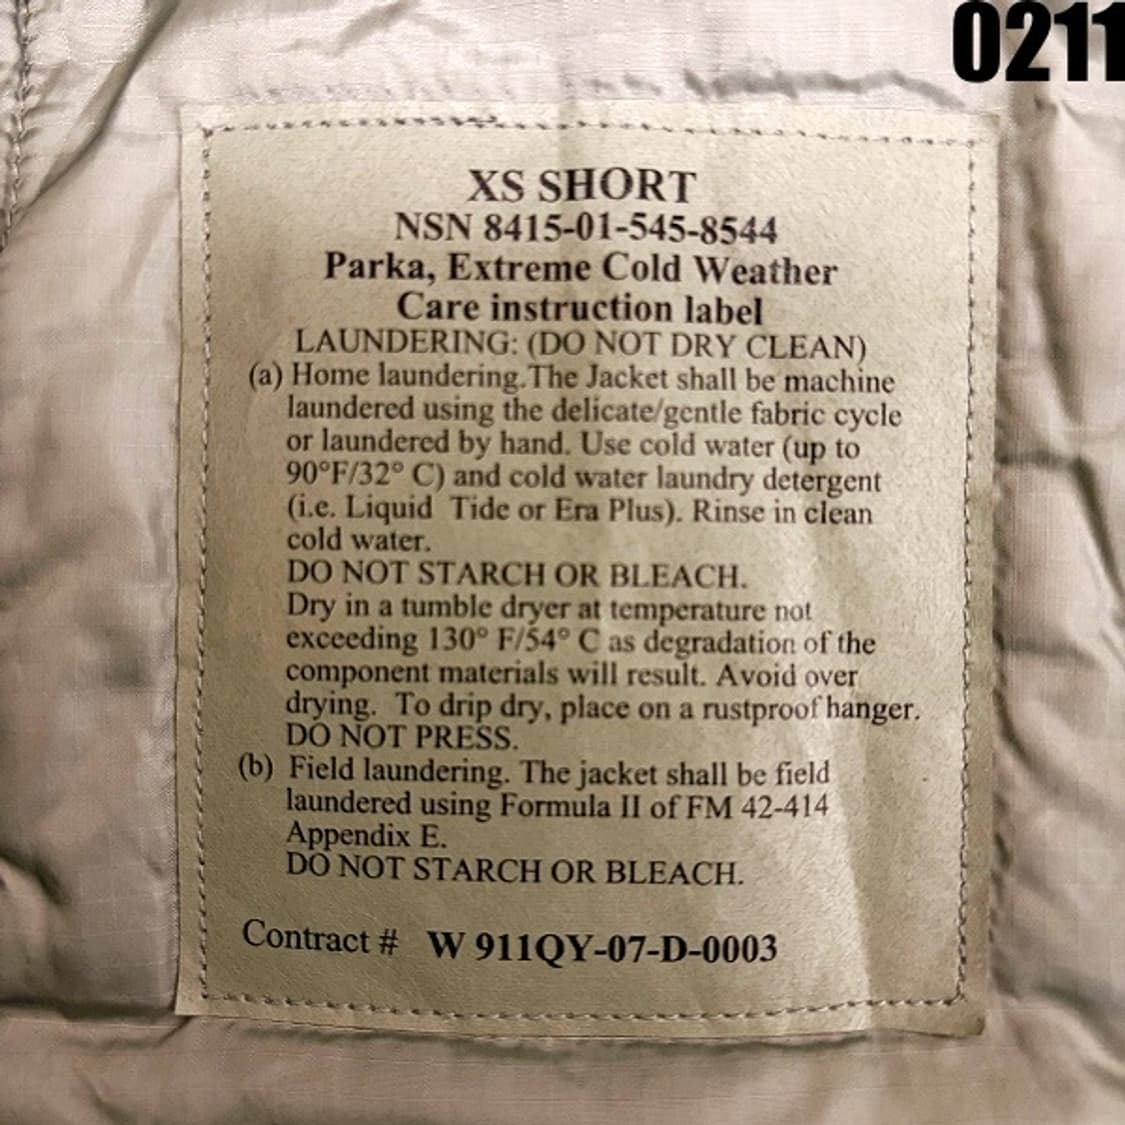 0211
XS SHORT
NSN 8415-01-545-8544
Parka, Extreme Cold Weather
Care instruction label
LAUNDERING: (DO NOT DRY CLEAN)
(a) Home laundering.The Jacket shall be machine
laundered using the delicate/gentle fabric cycle
or laundered by hand. Use cold water (up to
90°F/32° C) and cold water laundry detergent
(i.e. Liquid Tide or Era Plus). Rinse in clean
cold water.
DO NOT STARCH OR BLEACH.
Dry in a tumble dryer at temperature not
exceeding 130° F/54° C as degradation of the
component materials will result. Avoid over
drying. To drip dry, place on a rustproof hanger.
DO NOT PRESS.
(b) Field laundering. The jacket shall be field
laundered using Formula II of FM 42-414
Appendix E.
DO NOT STARCH OR BLEACH.
Contract # W 911QY-07-D-0003